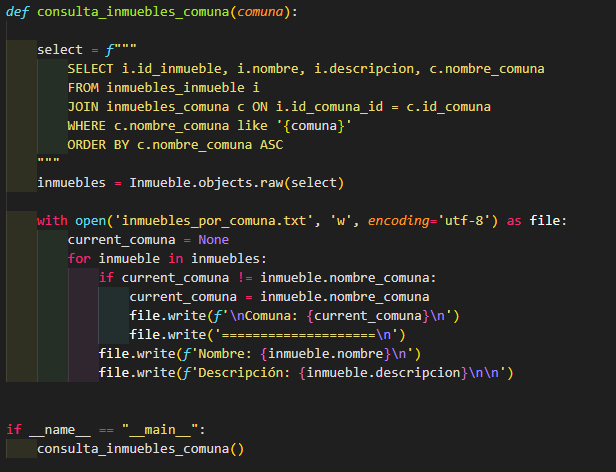 def consulta_inmuebles_comuna(comuna):
select = f"""
SELECT i.id_inmueble, i.nombre, i.descripcion, c.nombre_comuna
FROM inmuebles_inmueble i
JOIN inmuebles_comuna c ON i.id_comuna_id = c.id_comuna
WHERE c.nombre_comuna like '{comuna}'
ORDER BY c.nombre_comuna ASC
"""
inmuebles = Inmueble.objects.raw(select)
with open('inmuebles_por_comuna.txt', 'w', encoding='utf-8') as file:
current_comuna = None
for inmueble in inmuebles:
if current_comuna != inmueble.nombre_comuna:
current_comuna = inmueble.nombre_comuna
file.write(f'\nComuna: {current_comuna}\n')
file.write('====================\n')
file.write(f'Nombre: {inmueble.nombre}\n')
file.write(f'Descripción: {inmueble.descripcion}\n\n')
if __name__ == "__main__":
consulta_inmuebles_comuna()